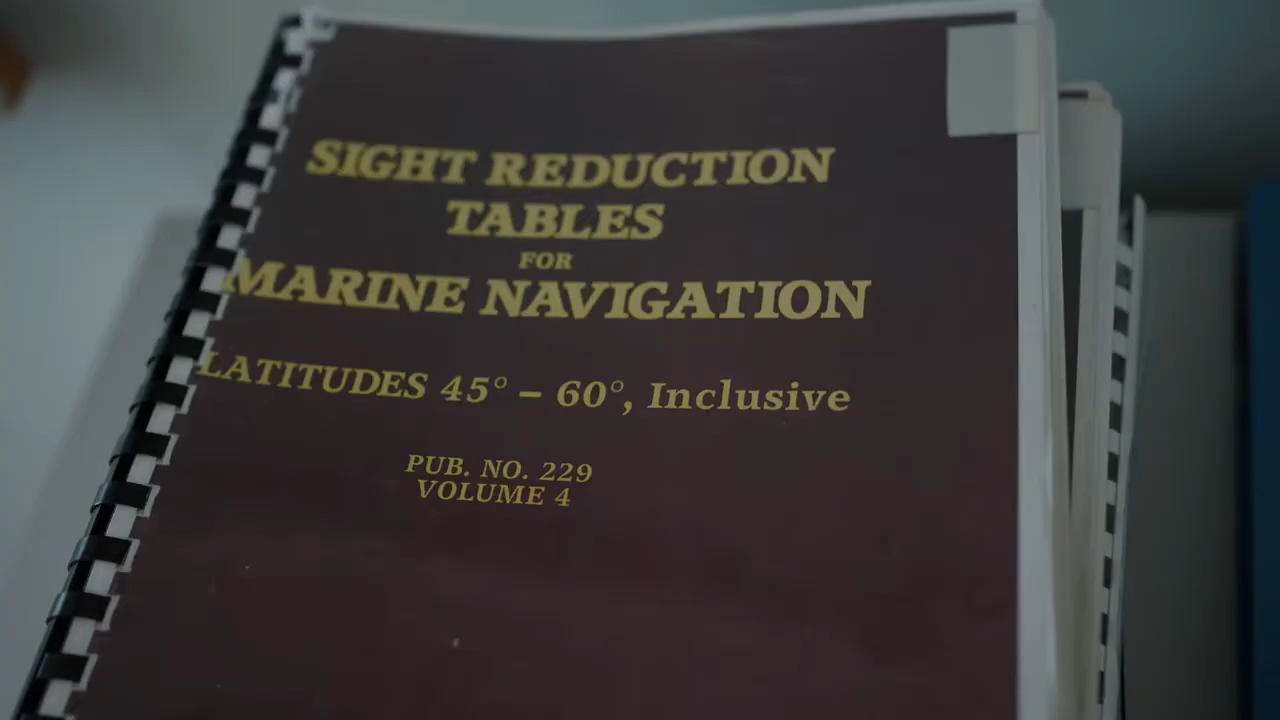 SIGHT REDUCTION
TABLES
FOR
MARINE NAVIGATION
LATITUDES 45° – 60°, Inclusive
PUB. NO. 229
VOLUME 4